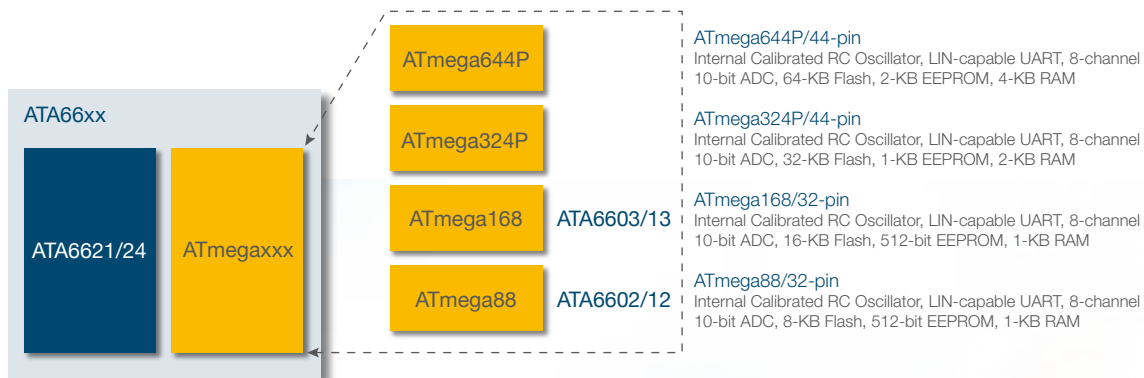 ATA66xx
ATA6621/24
ATmegaxxx
ATmega644P
ATmega324P
ATmega168
ATA6603/13
ATmega88
ATA6602/12
ATmega644P/44-pin
Internal Calibrated RC Oscillator, LIN-capable UART, 8-channel
10-bit ADC, 64-KB Flash, 2-KB EEPROM, 4-KB RAM
ATmega324P/44-pin
Internal Calibrated RC Oscillator, LIN-capable UART, 8-channel
10-bit ADC, 32-KB Flash, 1-KB EEPROM, 2-KB RAM
ATmega168/32-pin
Internal Calibrated RC Oscillator, LIN-capable UART, 8-channel
10-bit ADC, 16-KB Flash, 512-bit EEPROM, 1-KB RAM
ATmega88/32-pin
Internal Calibrated RC Oscillator, LIN-capable UART, 8-channel
10-bit ADC, 8-KB Flash, 512-bit EEPROM, 1-KB RAM